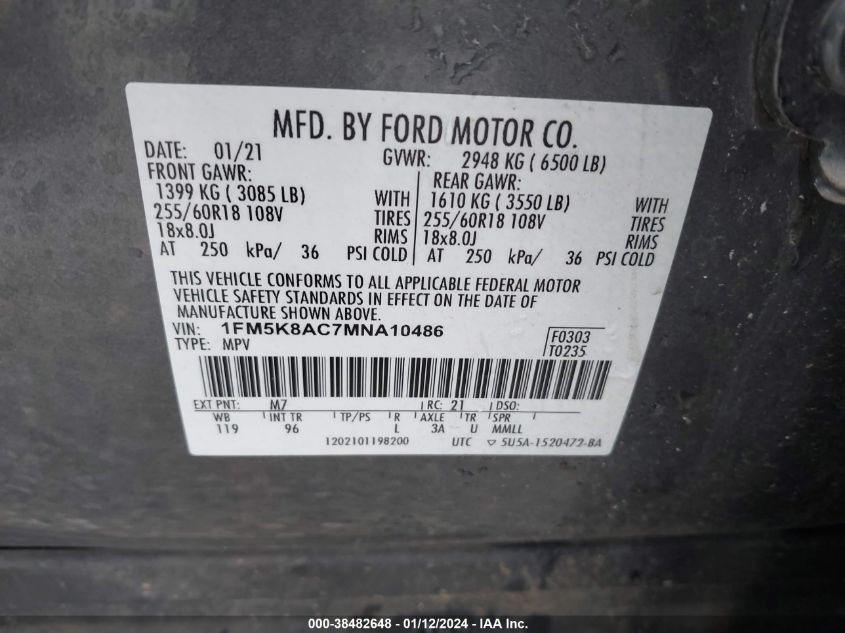 MFD. BY FORD MOTOR CO.
DATE: 01/21 GVWR: 2948 KG ( 6500 LB)
FRONT GAWR: REAR GAWR:
1399 KG ( 3085 LB) WITH 1610 KG ( 3550 LB) WITH
255/60R18 108V TIRES 255/60R18 108V TIRES
18x8.0J RIMS 18x8.0J RIMS
AT 250 kPa/ 36 PSI COLD AT 250 kPa/ 36 PSI COLD
THIS VEHICLE CONFORMS TO ALL APPLICABLE FEDERAL MOTOR
VEHICLE SAFETY STANDARDS IN EFFECT ON THE DATE OF
MANUFACTURE SHOWN ABOVE.
VIN: 1FM5K8AC7MNA10486 F0303
TYPE: MPV T0235
EXT PNT: M7 RC: 21 DSO:
WB INT TR TP/PS R AXLE TR SPR
119 96 L 3A U MMLL
1202101198200 UTC 5U5A-1520472-BA
000-38482648 - 01/12/2024 - IAA Inc.